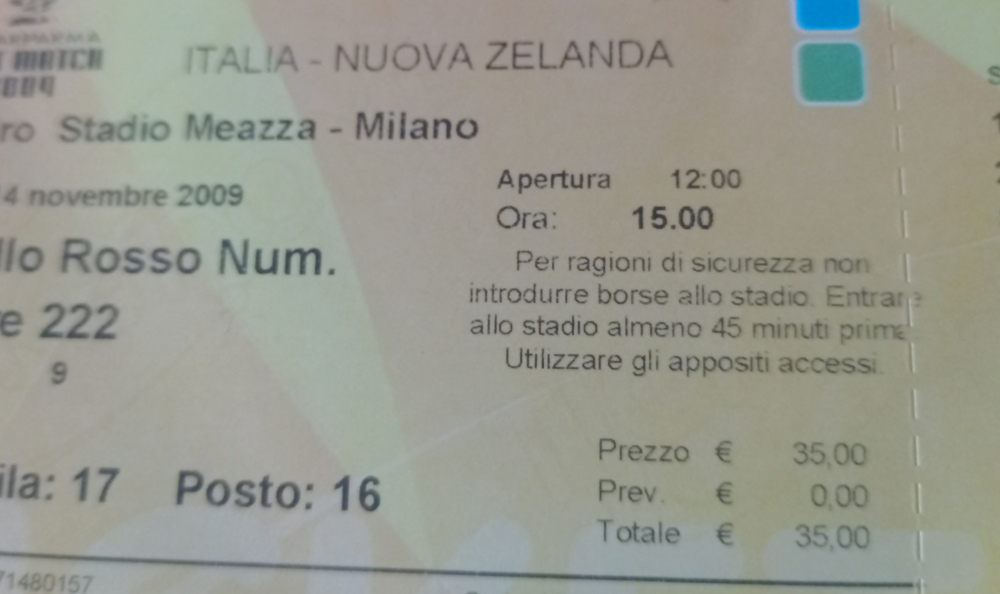 MATCH
ITALIA - NUOVA ZELANDA
ro Stadio Meazza - Milano
4 novembre 2009
Apertura 12:00
Ora: 15.00
llo Rosso Num.
e 222
9
Per ragioni di sicurezza non
introdurre borse allo stadio. Entrare
allo stadio almeno 45 minuti prima
Utilizzare gli appositi accessi.
ila: 17 Posto: 16
Prezzo € 35,00
Prev. € 0,00
Totale € 35,00
71480157